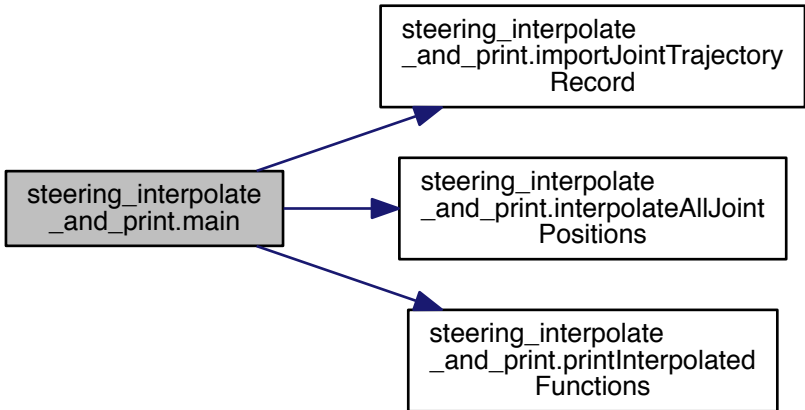 steering_interpolate
_and_print.main
steering_interpolate
_and_print.importJointTrajectory
Record
steering_interpolate
_and_print.interpolateAllJoint
Positions
steering_interpolate
_and_print.printInterpolated
Functions